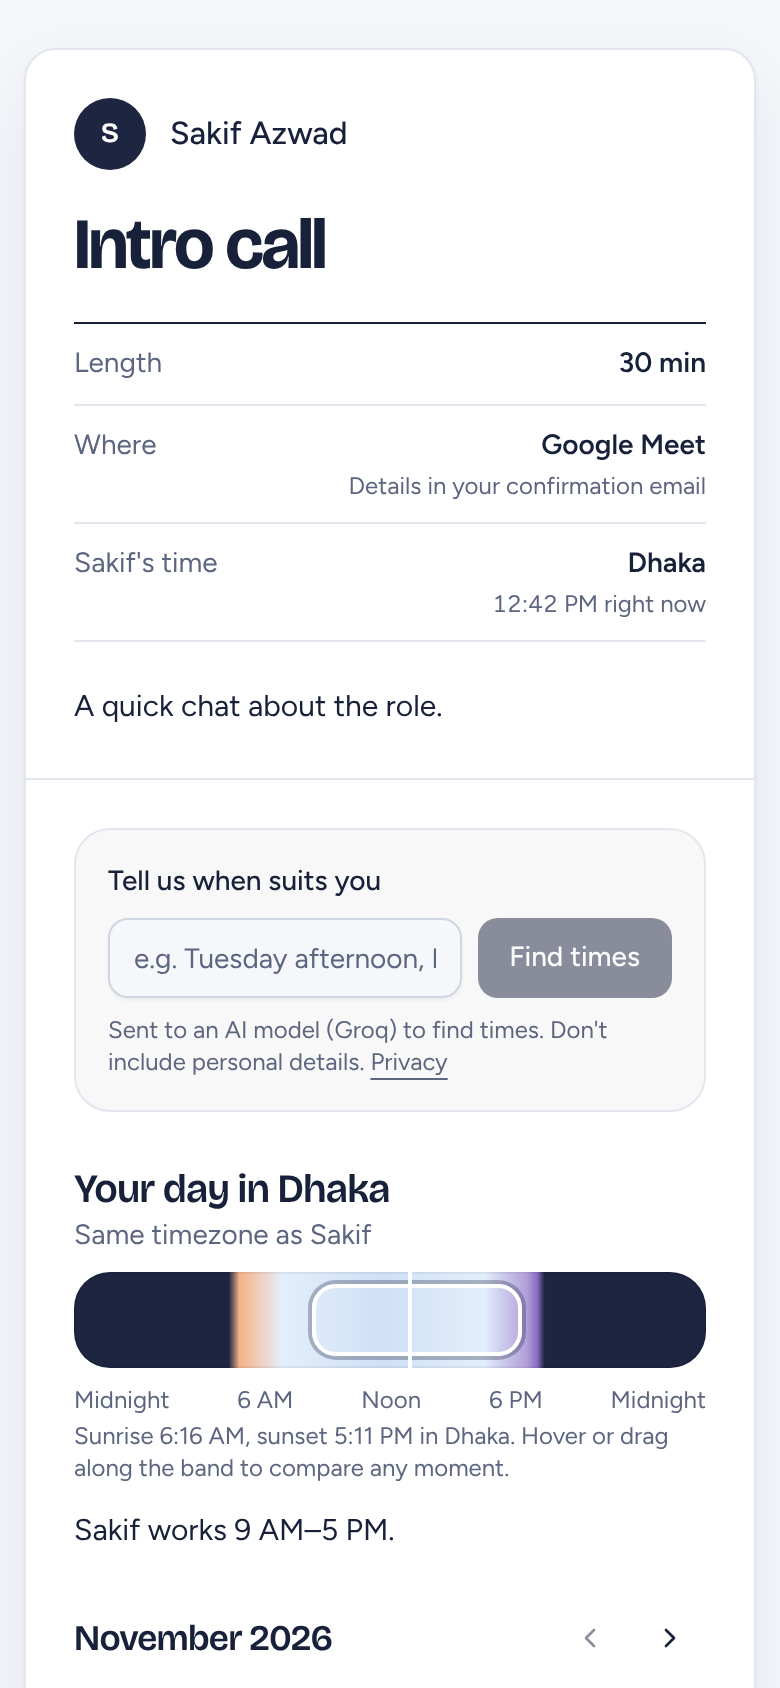 S
Sakif Azwad
Intro call
Length
30 min
Where
Google Meet
Details in your confirmation email
Sakif's time
Dhaka
12:42 PM right now
A quick chat about the role.
Tell us when suits you
e.g. Tuesday afternoon, I
Find times
Sent to an AI model (Groq) to find times. Don't
include personal details. Privacy
Your day in Dhaka
Same timezone as Sakif
Midnight 6 AM Noon 6 PM Midnight
Sunrise 6:16 AM, sunset 5:11 PM in Dhaka. Hover or drag
along the band to compare any moment.
Sakif works 9 AM–5 PM.
November 2026